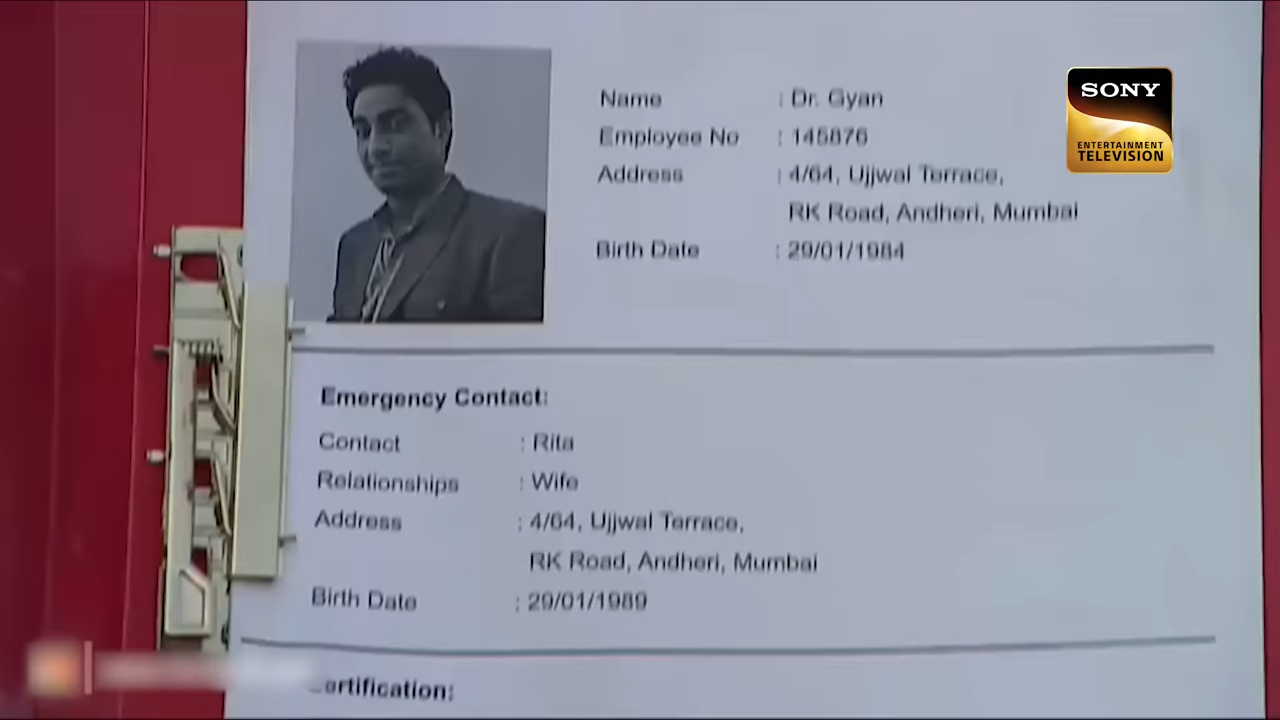 Name : Dr. Gyan
Employee No : 145876
Address : 4/64, Ujjwal Terrace,
RK Road, Andheri, Mumbai
Birth Date : 29/01/1984
SONY
ENTERTAINMENT
TELEVISION
Emergency Contact:
Contact : Rita
Relationships : Wife
Address : 4/64, Ujjwal Terrace,
RK Road, Andheri, Mumbai
Birth Date : 29/01/1989
ertification: